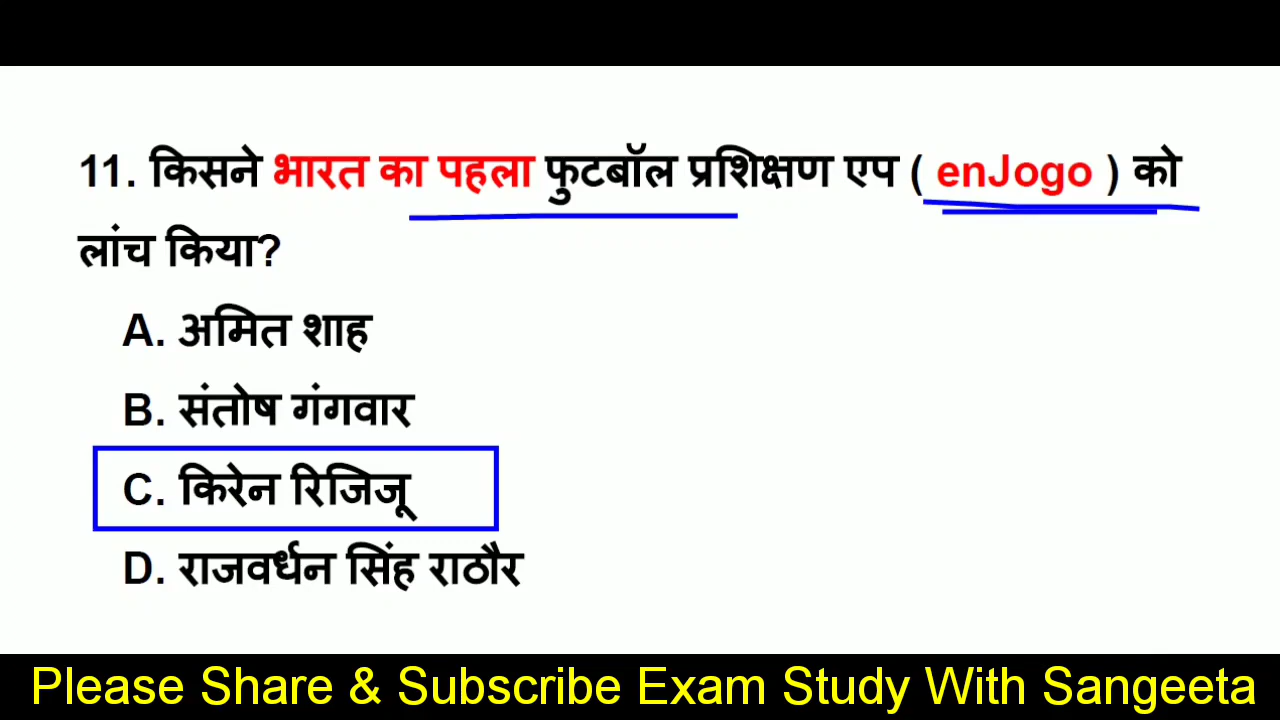 11. किसने भारत का पहला फुटबॉल प्रशिक्षण एप ( enJogo ) को
लांच किया?
A. अमित शाह
B. संतोष गंगवार
C. किरेन रिजिजू
D. राजवर्धन सिंह राठौर
Please Share & Subscribe Exam Study With Sangeeta